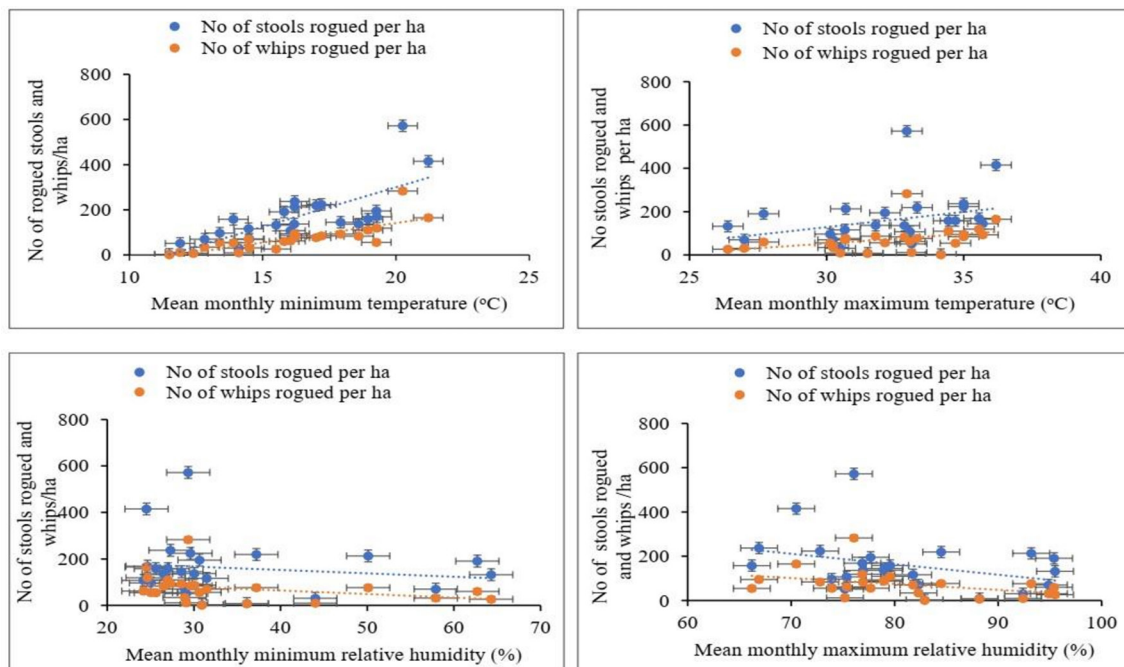 No of stools rogued per ha
No of whips rogued per ha
No of rogued stools and
whips/ha
800
600
400
200
0
10
15
20
25
Mean monthly minimum temperature (oC)
No of stools rogued per ha
No of whips rogued per ha
No stools rogued and
whips per ha
800
600
400
200
0
25
30
35
40
Mean monthly maximum temperature (oC)
No of stools rogued per ha
No of whips rogued per ha
No of stools rogued and
whips/ha
800
600
400
200
0
20
30
40
50
60
70
Mean monthly minimum relative humidity (%)
No of stools rogued per ha
No of whips rogued per ha
No of stools rogued
and whips /ha
800
600
400
200
0
60
70
80
90
100
Mean monthly maximum relative humidity (%)